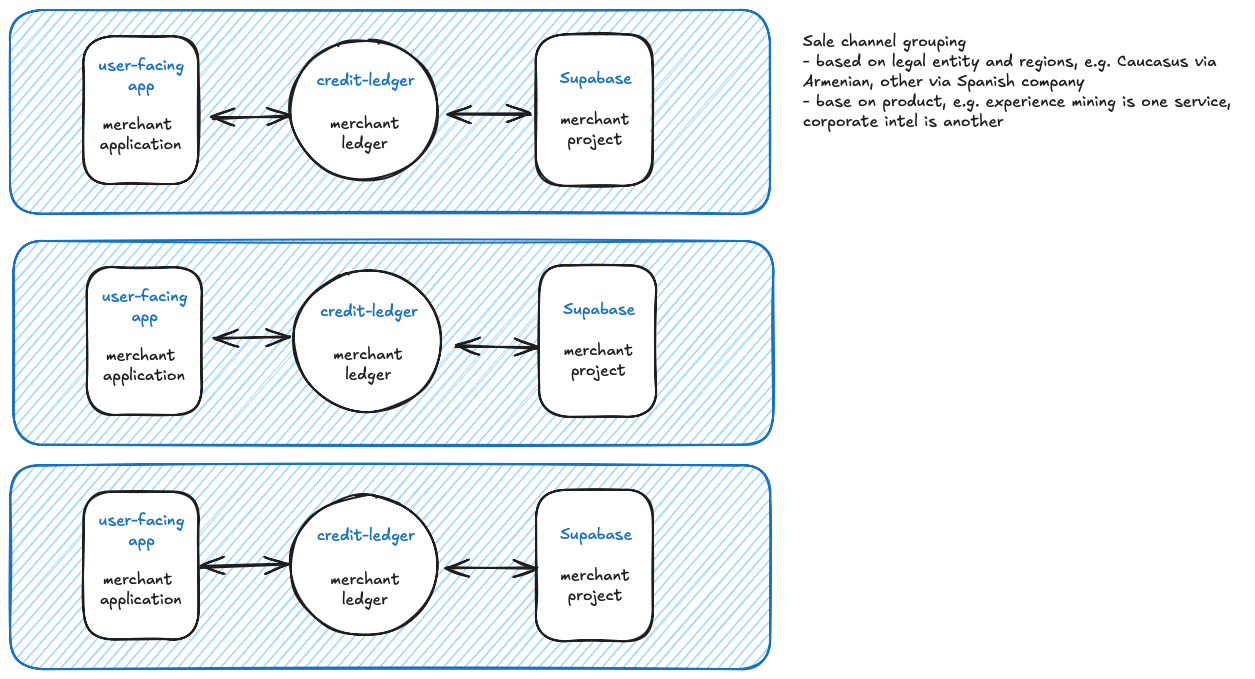 user-facing
app
merchant
application
credit-ledger
merchant
ledger
Supabase
merchant
project
Sale channel grouping
- based on legal entity and regions, e.g. Caucasus via
Armenian, other via Spanish company
- base on product, e.g. experience mining is one service,
corporate intel is another
user-facing
app
merchant
application
credit-ledger
merchant
ledger
Supabase
merchant
project
user-facing
app
merchant
application
credit-ledger
merchant
ledger
Supabase
merchant
project